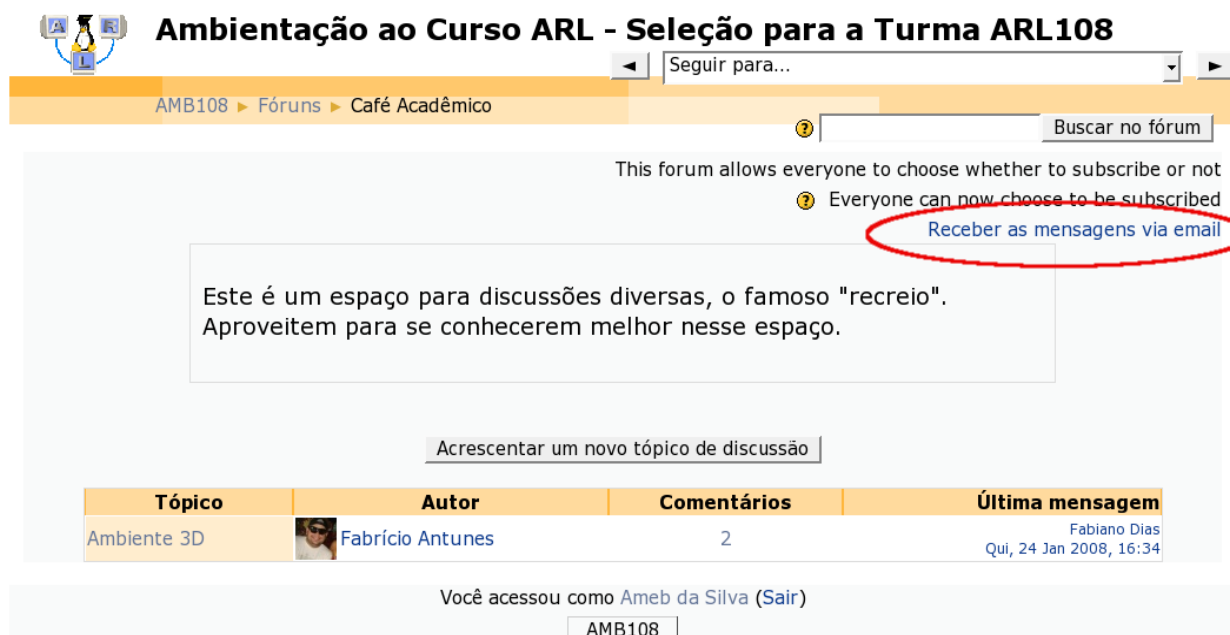 A R
L
Ambientação ao Curso ARL - Seleção para a Turma ARL108
◄ Seguir para... ►
AMB108 ► Fóruns ► Café Acadêmico
? Buscar no fórum
This forum allows everyone to choose whether to subscribe or not
? Everyone can now choose to be subscribed
Receber as mensagens via email
Este é um espaço para discussões diversas, o famoso "recreio".
Aproveitem para se conhecerem melhor nesse espaço.
Acrescentar um novo tópico de discussão
Tópico Autor Comentários Última mensagem
Ambiente 3D Fabrício Antunes 2 Fabiano Dias
Qui, 24 Jan 2008, 16:34
Você acessou como Ameb da Silva (Sair)
AMB108